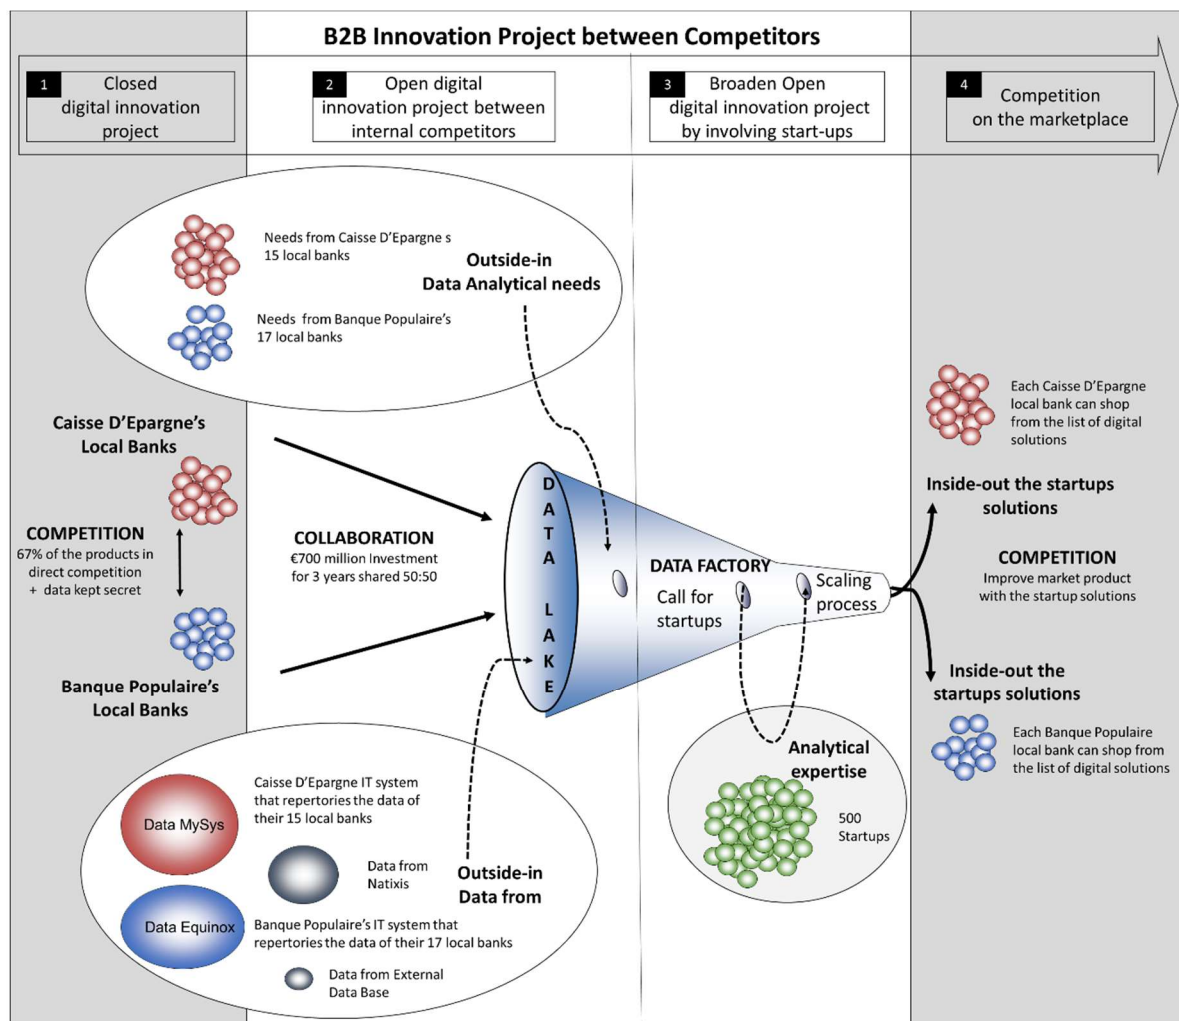 B2B Innovation Project between Competitors
1
Closed
digital innovation
project
2
Open digital
innovation project between
internal competitors
3
Broaden Open
digital innovation project
by involving start-ups
4
Competition
on the marketplace
Needs from Caisse D'Epargne s
15 local banks
Outside-in
Data Analytical needs
Needs from Banque Populaire's
17 local banks
Caisse D'Epargne's
Local Banks
COMPETITION
67% of the products in
direct competition
+ data kept secret
Banque Populaire's
Local Banks
COLLABORATION
€700 million Investment
for 3 years shared 50:50
DATA LAKE
DATA FACTORY
Call for
startups
Scaling
process
Each Caisse D'Epargne
local bank can shop
from the list of digital
solutions
Inside-out the startups
solutions
COMPETITION
Improve market product
with the startup solutions
Inside-out the
startups solutions
Each Banque Populaire
local bank can shop from
the list of digital solutions
Analytical
expertise
500
Startups
Data MySys
Caisse D'Epargne IT system
that repertories the data of
their 15 local banks
Data from
Natixis
Outside-in
Data from
Data Equinox
Banque Populaire's IT system that
repertories the data of their 17 local banks
Data from External
Data Base